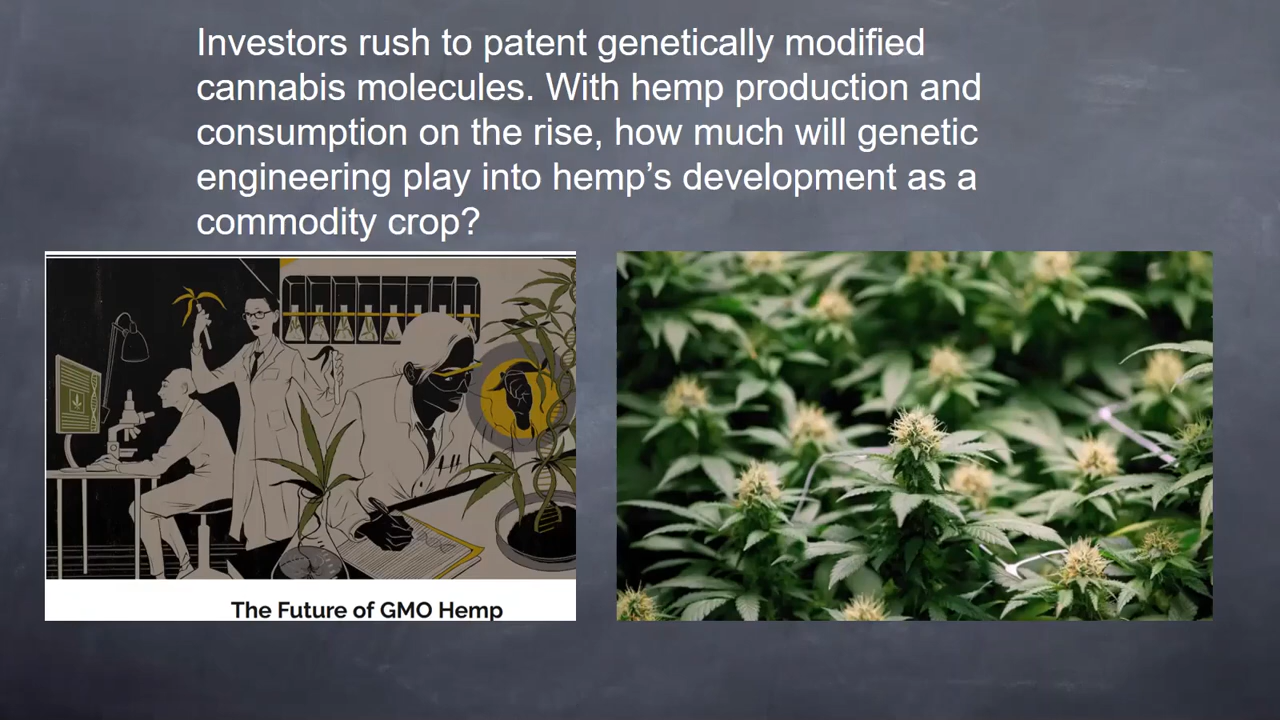 Investors rush to patent genetically modified
cannabis molecules. With hemp production and
consumption on the rise, how much will genetic
engineering play into hemp’s development as a
commodity crop?
The Future of GMO Hemp